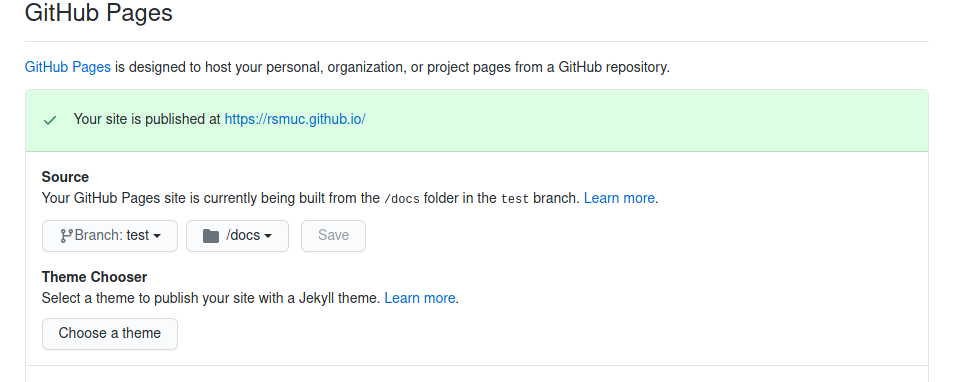 GitHub Pages
GitHub Pages is designed to host your personal, organization, or project pages from a GitHub repository.
Your site is published at https://rsmuc.github.io/
Source
Your GitHub Pages site is currently being built from the /docs folder in the test branch. Learn more.
Branch: test /docs Save
Theme Chooser
Select a theme to publish your site with a Jekyll theme. Learn more.
Choose a theme